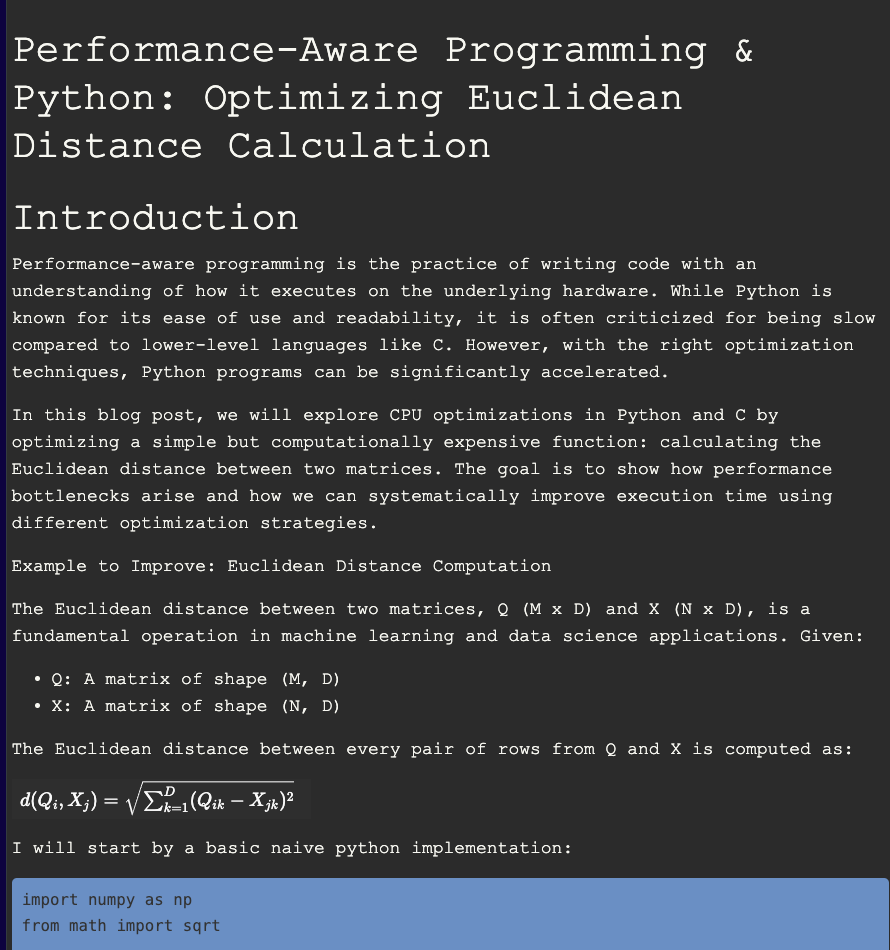 Performance-Aware Programming &
Python: Optimizing Euclidean
Distance Calculation
Introduction
Performance-aware programming is the practice of writing code with an
understanding of how it executes on the underlying hardware. While Python is
known for its ease of use and readability, it is often criticized for being slow
compared to lower-level languages like C. However, with the right optimization
techniques, Python programs can be significantly accelerated.
In this blog post, we will explore CPU optimizations in Python and C by
optimizing a simple but computationally expensive function: calculating the
Euclidean distance between two matrices. The goal is to show how performance
bottlenecks arise and how we can systematically improve execution time using
different optimization strategies.
Example to Improve: Euclidean Distance Computation
The Euclidean distance between two matrices, Q (M x D) and X (N x D), is a
fundamental operation in machine learning and data science applications. Given:
• Q: A matrix of shape (M, D)
• X: A matrix of shape (N, D)
The Euclidean distance between every pair of rows from Q and X is computed as:
d(Qᵢ, Xⱼ) = √∑ᴰₖ₌₁(Qᵢₖ − Xⱼₖ)²
I will start by a basic naive python implementation:
import numpy as np
from math import sqrt